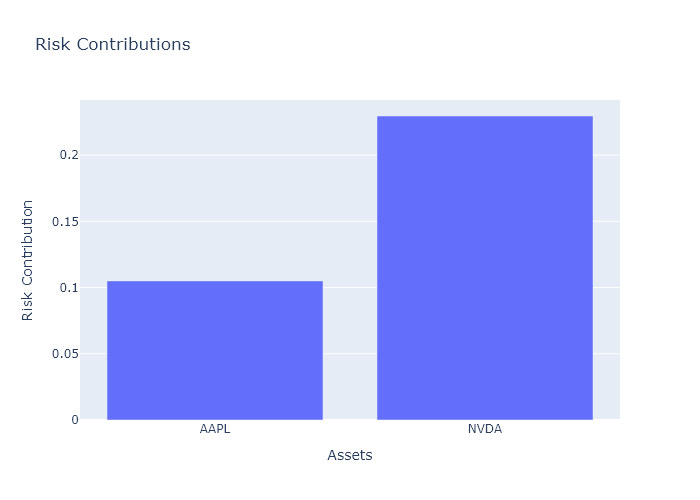 Risk Contributions
Risk Contribution
0.2
0.15
0.1
0.05
0
AAPL
NVDA
Assets